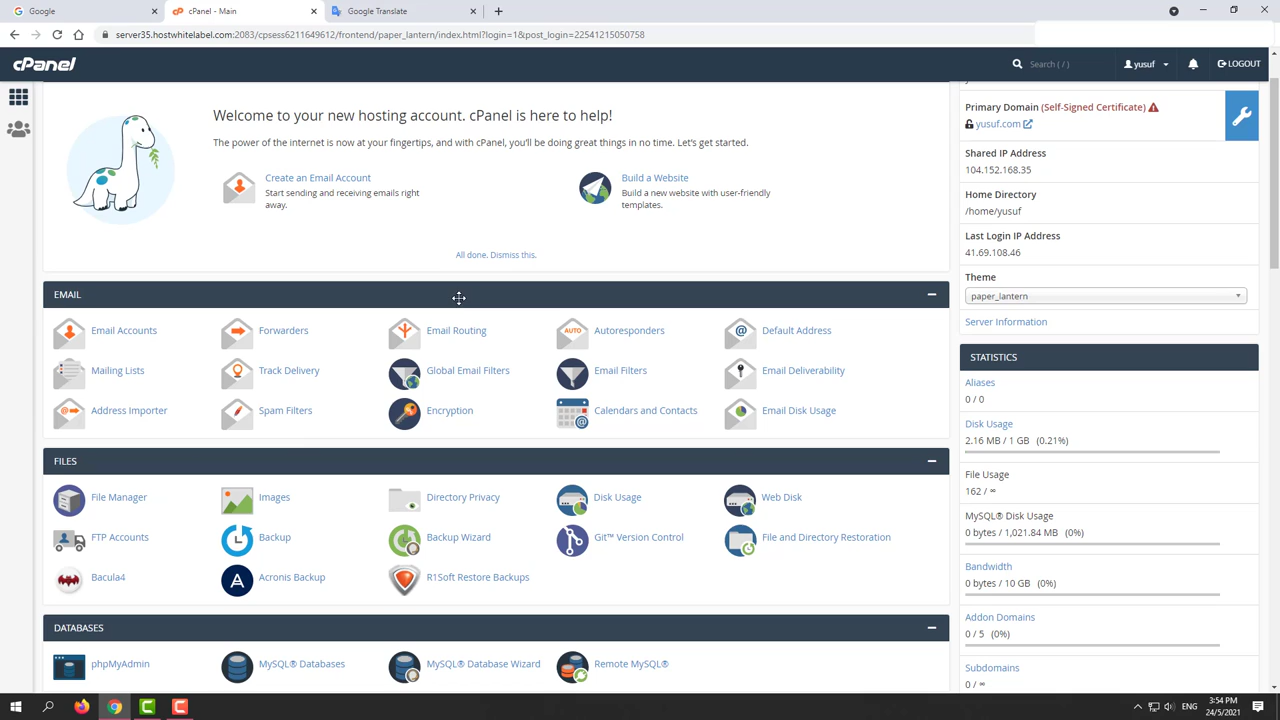 Google
cPanel - Main
Google Translate
server35.hostwhitelabel.com:2083/cpsess6211649612/frontend/paper_lantern/index.html?login=1&post_login=22541215050758
cPanel
Search ( / )
yusuf
LOGOUT
Welcome to your new hosting account. cPanel is here to help!
The power of the internet is now at your fingertips, and with cPanel, you'll be doing great things in no time. Let's get started.
Create an Email Account
Start sending and receiving emails right
away.
Build a Website
Build a new website with user-friendly
templates.
All done. Dismiss this.
EMAIL
Email Accounts
Forwarders
Email Routing
AUTO
Autoresponders
Default Address
Mailing Lists
Track Delivery
Global Email Filters
Email Filters
Email Deliverability
Address Importer
Spam Filters
Encryption
Calendars and Contacts
Email Disk Usage
FILES
File Manager
Images
Directory Privacy
Disk Usage
Web Disk
FTP Accounts
Backup
Backup Wizard
Git™ Version Control
File and Directory Restoration
Bacula4
A
Acronis Backup
R1Soft Restore Backups
DATABASES
phpMyAdmin
MySQL® Databases
MySQL® Database Wizard
Remote MySQL®
Primary Domain (Self-Signed Certificate)
yusuf.com
Shared IP Address
104.152.168.35
Home Directory
/home/yusuf
Last Login IP Address
41.69.108.46
Theme
paper_lantern
Server Information
STATISTICS
Aliases
0 / 0
Disk Usage
2.16 MB / 1 GB (0.21%)
File Usage
162 / ∞
MySQL® Disk Usage
0 bytes / 1,021.84 MB (0%)
Bandwidth
0 bytes / 10 GB (0%)
Addon Domains
0 / 5 (0%)
Subdomains
0 / ∞
ENG
3:54 PM
24/5/2021